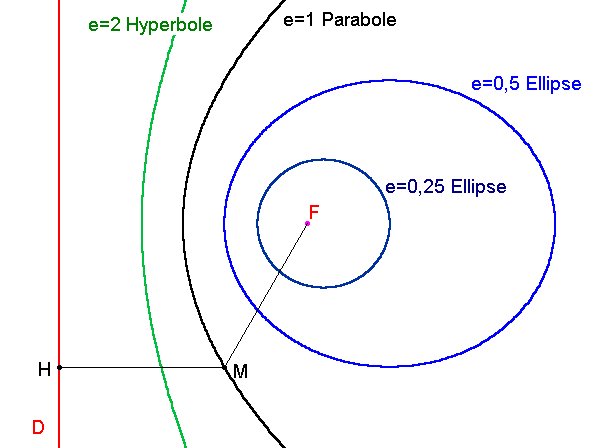 e=2 Hyperbole
e=1 Parabole
e=0,5 Ellipse
e=0,25 Ellipse
F
H
M
D